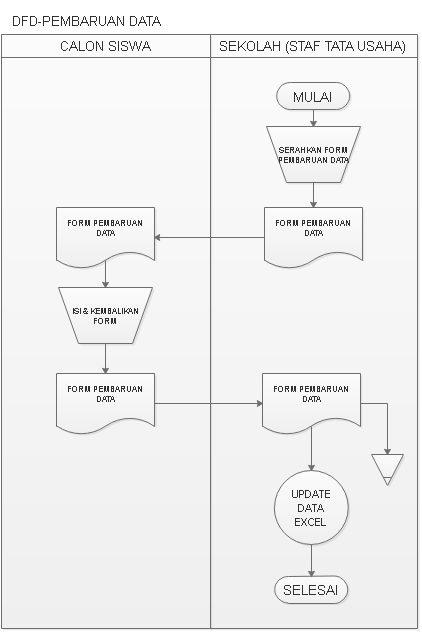 DFD-PEMBARUAN DATA
CALON SISWA
SEKOLAH (STAF TATA USAHA)
MULAI
SERAHKAN FORM
PEMBARUAN DATA
FORM PEMBARUAN
DATA
FORM PEMBARUAN
DATA
ISI & KEMBALIKAN
FORM
FORM PEMBARUAN
DATA
FORM PEMBARUAN
DATA
UPDATE
DATA
EXCEL
SELESAI